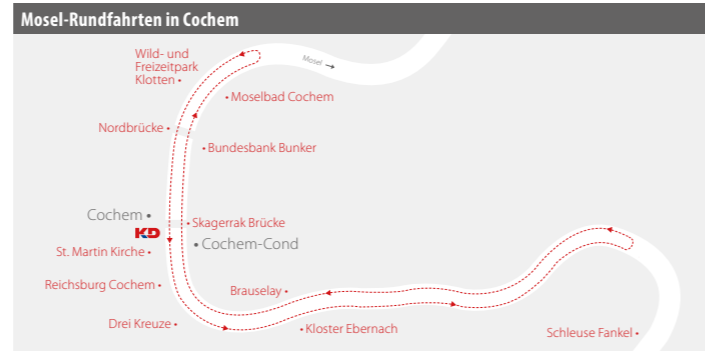 Mosel-Rundfahrten in Cochem
Wild- und
Freizeitpark
Klotten •
Mosel →
• Moselbad Cochem
Nordbrücke •
• Bundesbank Bunker
Cochem •
• Skagerrak Brücke
KD
• Cochem-Cond
St. Martin Kirche •
Reichsburg Cochem •
Brauselay •
Drei Kreuze •
• Kloster Ebernach
Schleuse Fankel •